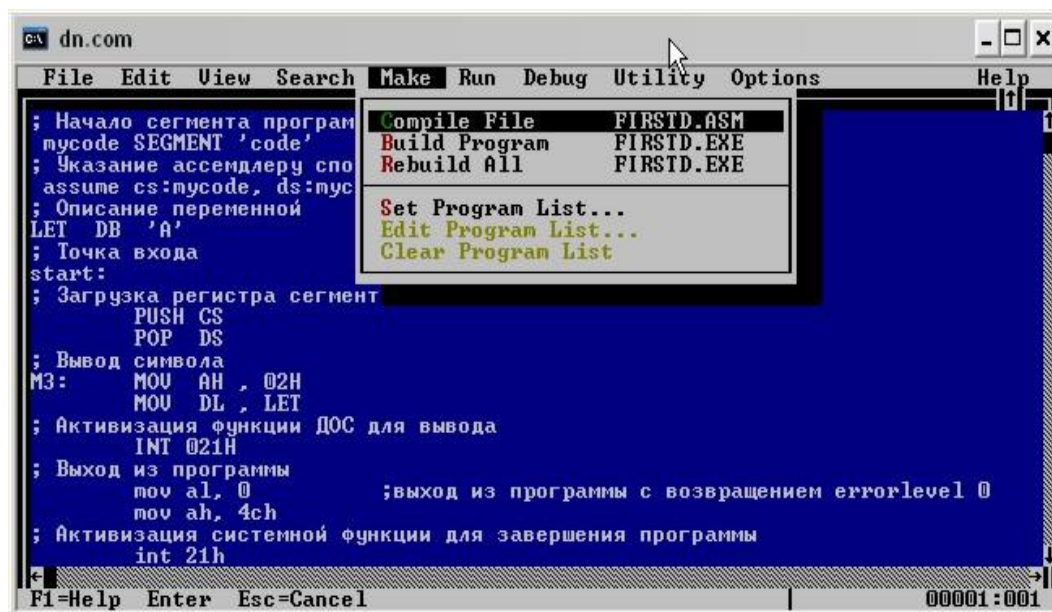 dn.com
File Edit View Search Make Run Debug Utility Options Help
; Начало сегмента програм
Compile File FIRSTD.ASM
mycode SEGMENT 'code'
Build Program FIRSTD.EXE
; Указание ассемдлеру спо
Rebuild All FIRSTD.EXE
assume cs:mycode, ds:myc
; Описание переменной
Set Program List...
LET DB 'A'
Edit Program List...
; Точка входа
Clear Program List
start:
; Загрузка регистра сегмент
PUSH CS
POP DS
; Вывод символа
M3: MOV AH , 02H
MOV DL , LET
; Активизация функции ДОС для вывода
INT 021H
; Выход из программы
mov al, 0 ;выход из программы с возвращением errorlevel 0
mov ah, 4ch
; Активизация системной функции для завершения программы
int 21h
F1=Help Enter Esc=Cancel 00001:001